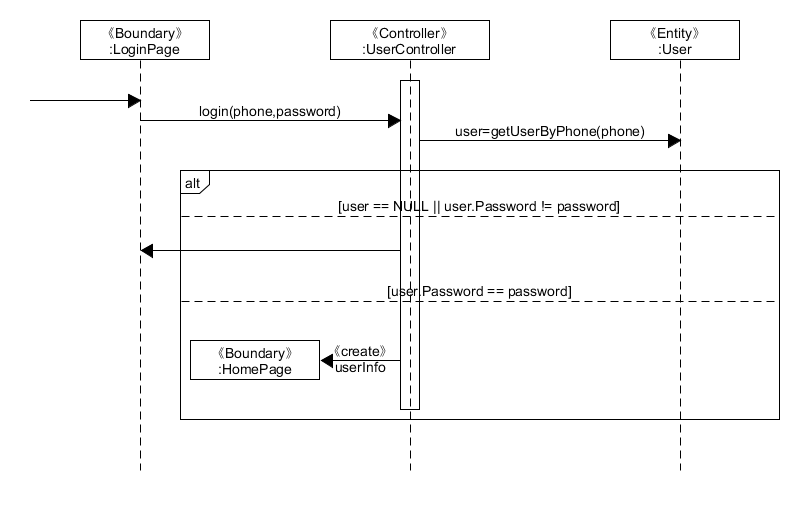 《Boundary》
:LoginPage
《Controller》
:UserController
《Entity》
:User
login(phone,password)
user=getUserByPhone(phone)
alt
[user == NULL || user.Password != password]
[user.Password == password]
《Boundary》
:HomePage
《create》
userInfo